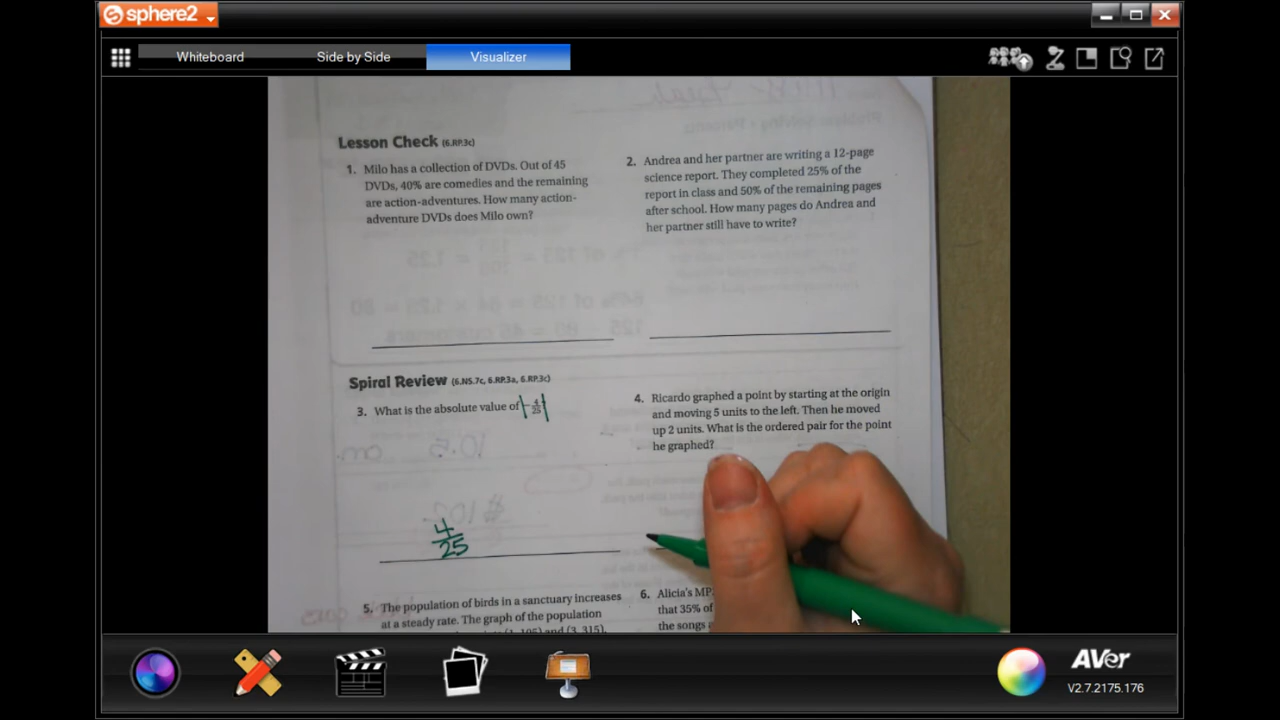 sphere2
Whiteboard
Side by Side
Visualizer
Lesson Check (6.RP.3c)
1. Milo has a collection of DVDs. Out of 45
DVDs, 40% are comedies and the remaining
are action-adventures. How many action-
adventure DVDs does Milo own?
2. Andrea and her partner are writing a 12-page
science report. They completed 25% of the
report in class and 50% of the remaining pages
after school. How many pages do Andrea and
her partner still have to write?
Spiral Review (6.NS.7c, 6.RP.3a, 6.RP.3c)
3. What is the absolute value of |-4/25|
4/25
4. Ricardo graphed a point by starting at the origin
and moving 5 units to the left. Then he moved
up 2 units. What is the ordered pair for the point
he graphed?
5. The population of birds in a sanctuary increases
at a steady rate. The graph of the population
(1, 105) and (3, 315).
6. Alicia's MP
that 35% of
the songs
AVer
V2.7.2175.176